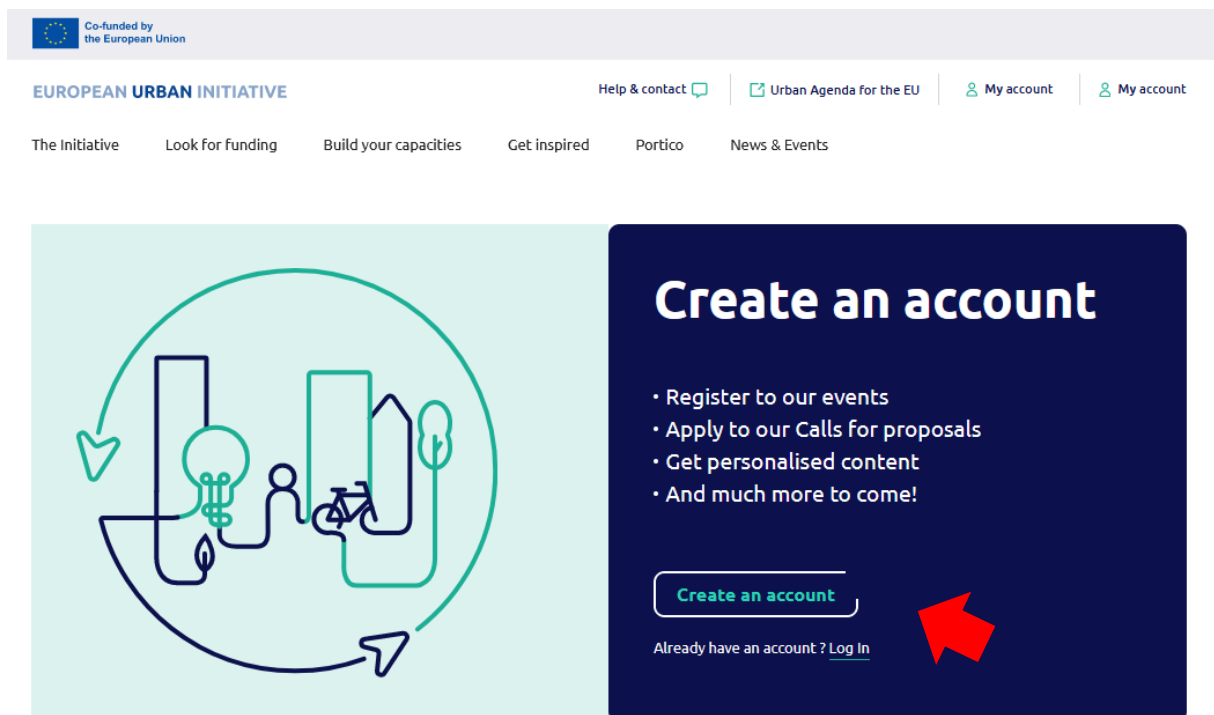 Co-funded by
the European Union
EUROPEAN URBAN INITIATIVE
Help & contact
Urban Agenda for the EU
My account
My account
The Initiative
Look for funding
Build your capacities
Get inspired
Portico
News & Events
Create an account
• Register to our events
• Apply to our Calls for proposals
• Get personalised content
• And much more to come!
Create an account
Already have an account ? Log In